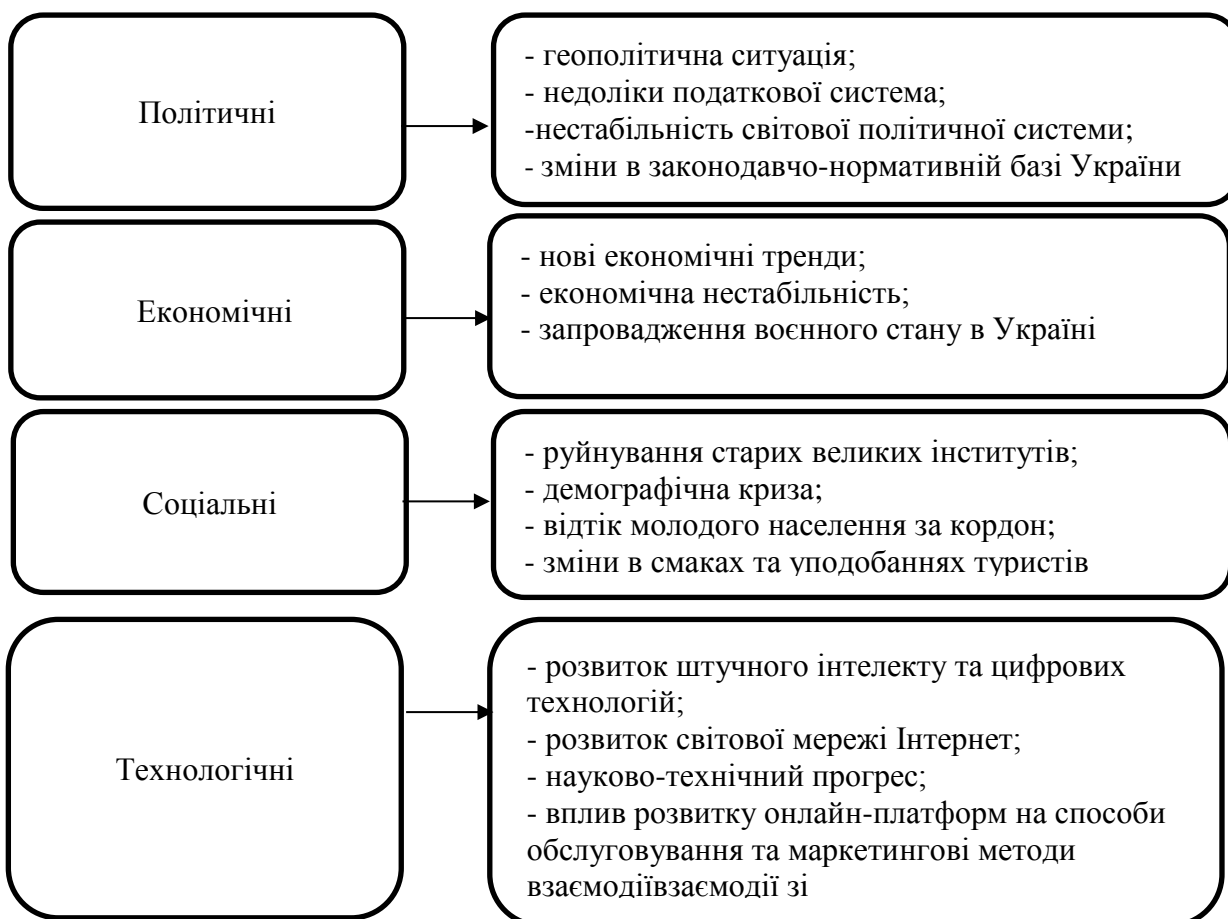 Політичні
- геополітична ситуація;
- недоліки податкової система;
-нестабільність світової політичної системи;
- зміни в законодавчо-нормативній базі України
Економічні
- нові економічні тренди;
- економічна нестабільність;
- запровадження воєнного стану в Україні
Соціальні
- руйнування старих великих інститутів;
- демографічна криза;
- відтік молодого населення за кордон;
- зміни в смаках та уподобаннях туристів
Технологічні
- розвиток штучного інтелекту та цифрових
технологій;
- розвиток світової мережі Інтернет;
- науково-технічний прогрес;
- вплив розвитку онлайн-платформ на способи
обслуговування та маркетингові методи
взаємодіївзаємодії зі